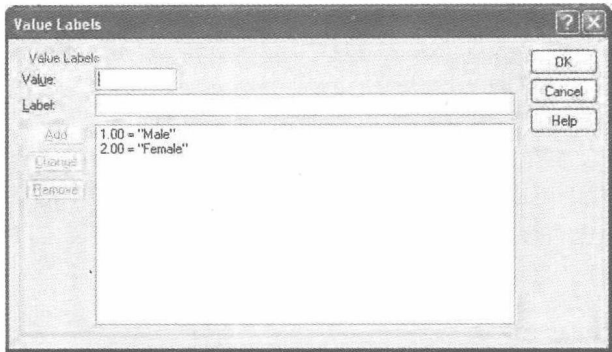 Value Labels
Value Labels
Value:
Label:
Add
Change
Remove
1.00 = "Male"
2.00 = "Female"
OK
Cancel
Help